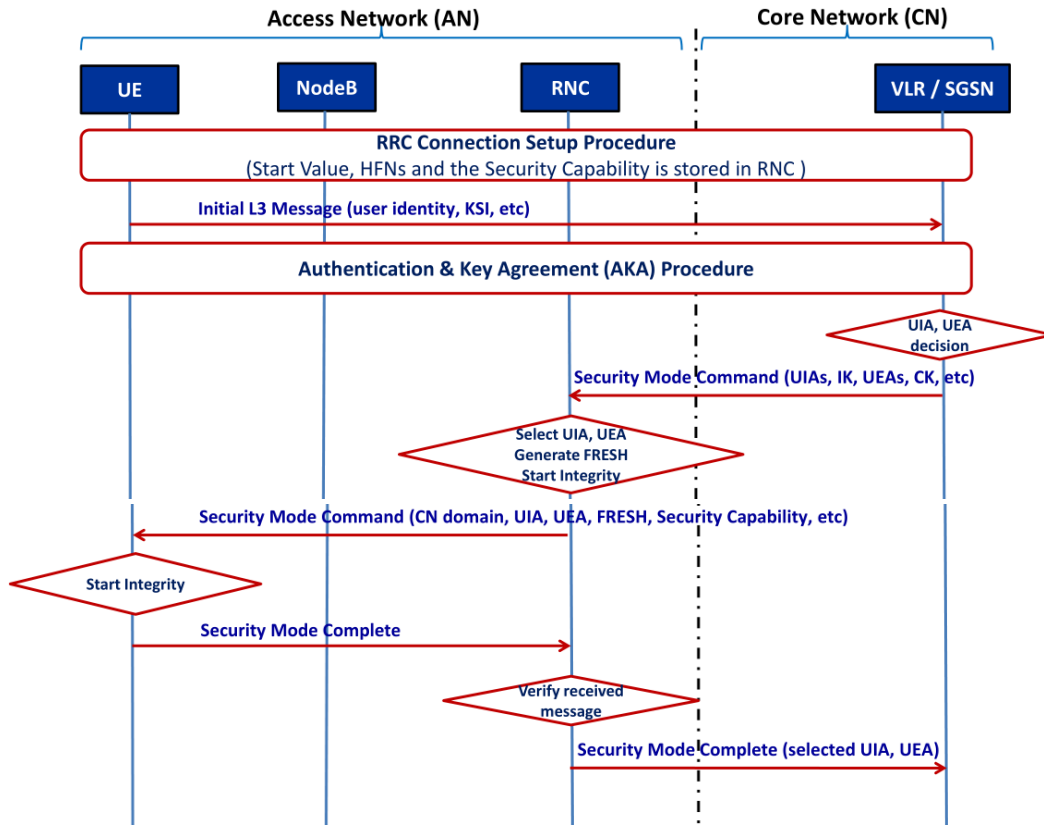 Access Network (AN)
Core Network (CN)
UE
NodeB
RNC
VLR / SGSN
RRC Connection Setup Procedure
(Start Value, HFNs and the Security Capability is stored in RNC )
Initial L3 Message (user identity, KSI, etc)
Authentication & Key Agreement (AKA) Procedure
UIA, UEA
decision
Security Mode Command (UIAs, IK, UEAs, CK, etc)
Select UIA, UEA
Generate FRESH
Start Integrity
Security Mode Command (CN domain, UIA, UEA, FRESH, Security Capability, etc)
Start Integrity
Security Mode Complete
Verify received
message
Security Mode Complete (selected UIA, UEA)